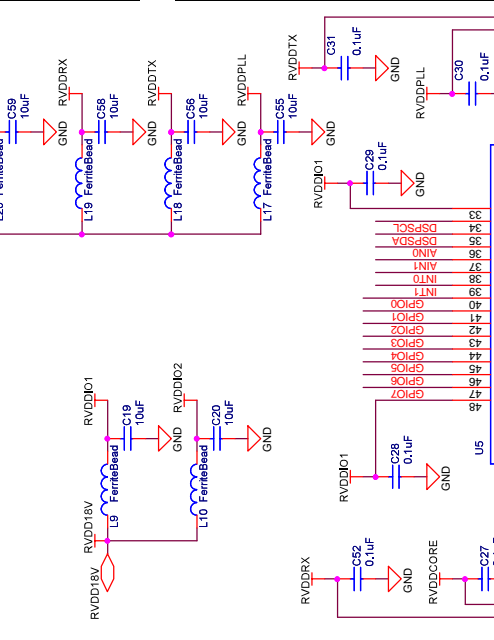 C59
10uF
GND
RVDDRX
C58
10uF
GND
L19
FerriteBead
RVDDTX
C56
10uF
GND
L18
FerriteBead
RVDDPLL
C55
10uF
GND
L17
FerriteBead
RVDDTX
C31
0.1uF
GND
RVDDPLL
C30
0.1uF
RVDDIO1
C29
0.1uF
GND
33
DSPSCL 34
DSPSDA 35
AIN0 36
AIN1 37
INT0 38
INT1 39
GPIO0 40
GPIO1 41
GPIO2 42
GPIO3 43
GPIO4 44
GPIO5 45
GPIO6 46
GPIO7 47
48
U5
RVDDIO1
C28
0.1uF
GND
RVDDIO1
C19
10uF
GND
L9
FerriteBead
RVDDIO2
C20
10uF
GND
L10
FerriteBead
RVDD18V
RVDD18V
RVDDRX
C52
0.1uF
GND
RVDDCORE
C27